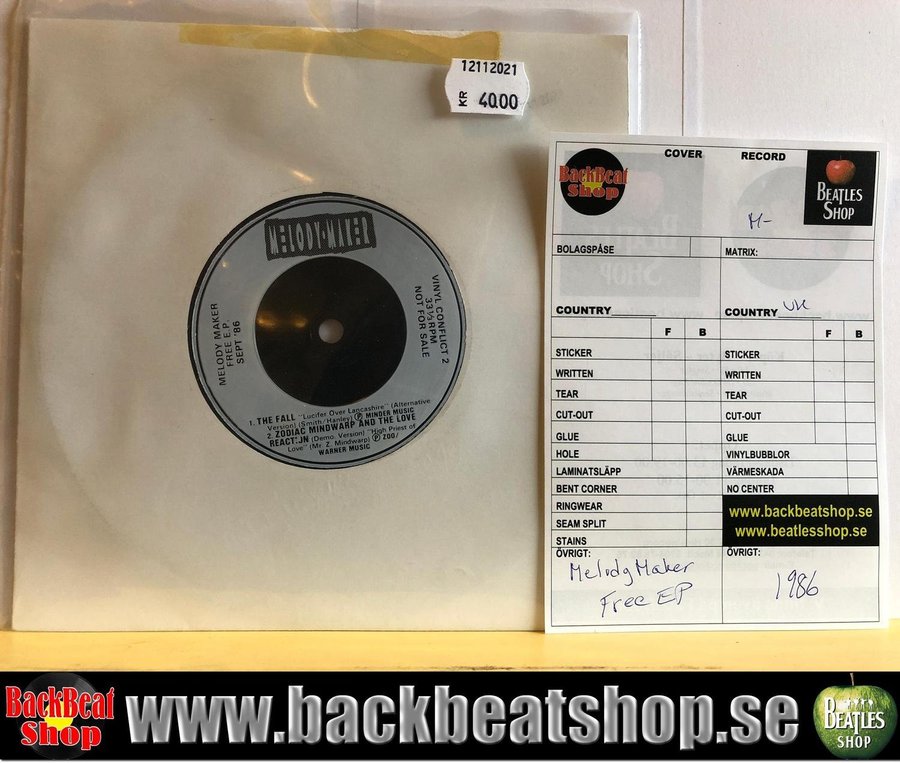 12112021
KR 40.00
MELODY MAKER
MELODY MAKER
FREE E.P.
SEPT '86
VINYL CONFLICT 2
33⅓ RPM
NOT FOR SALE
1. THE FALL "Lucifer Over Lancashire" (Alternative
Version) (Smith/Hanley) Ⓟ MINDER MUSIC
2. ZODIAC MINDWARP AND THE LOVE
REACTION (Demo. Version) "High Priest of
Love" (Mr. Z. Mindwarp) Ⓟ ZOO/
WARNER MUSIC
BackBeat
Shop
COVER
RECORD
BEATLES
SHOP
M-
BOLAGSPÅSE
MATRIX:
COUNTRY
COUNTRY UK
F B
F B
STICKER
STICKER
WRITTEN
WRITTEN
TEAR
TEAR
CUT-OUT
CUT-OUT
GLUE
GLUE
HOLE
VINYLBUBBLOR
LAMINATSLÄPP
VÄRMESKADA
BENT CORNER
NO CENTER
RINGWEAR
SEAM SPLIT
STAINS
www.backbeatshop.se
www.beatlesshop.se
ÖVRIGT:
Melody Maker
Free EP
ÖVRIGT:
1986
BackBeat
Shop
www.backbeatshop.se
BEATLES
SHOP